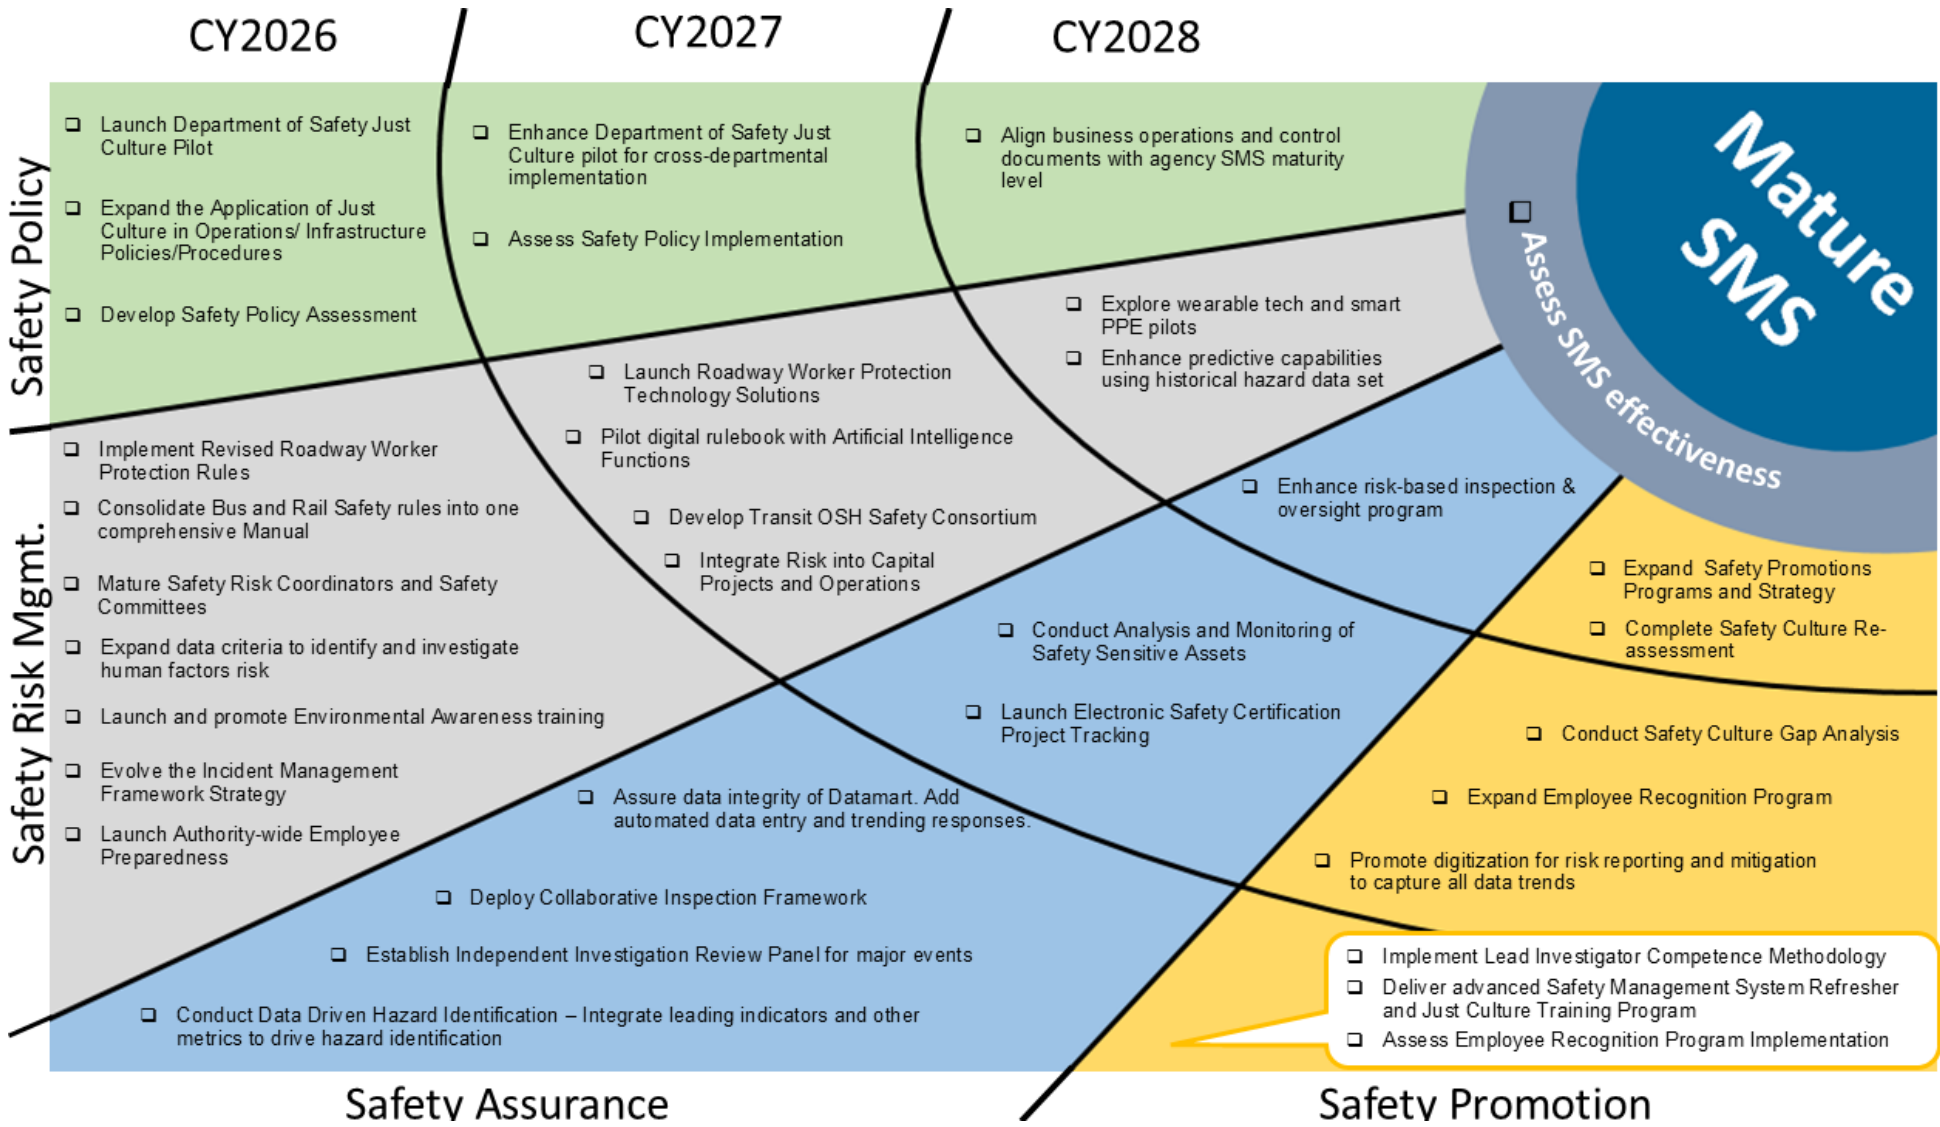 CY2026
CY2027
CY2028
Safety Policy
❑ Launch Department of Safety Just
Culture Pilot
❑ Expand the Application of Just
Culture in Operations/ Infrastructure
Policies/Procedures
❑ Develop Safety Policy Assessment
❑ Enhance Department of Safety Just
Culture pilot for cross-departmental
implementation
❑ Assess Safety Policy Implementation
❑ Align business operations and control
documents with agency SMS maturity
level
Safety Risk Mgmt.
❑ Implement Revised Roadway Worker
Protection Rules
❑ Consolidate Bus and Rail Safety rules into one
comprehensive Manual
❑ Mature Safety Risk Coordinators and Safety
Committees
❑ Expand data criteria to identify and investigate
human factors risk
❑ Launch and promote Environmental Awareness training
❑ Evolve the Incident Management
Framework Strategy
❑ Launch Authority-wide Employee
Preparedness
❑ Launch Roadway Worker Protection
Technology Solutions
❑ Pilot digital rulebook with Artificial Intelligence
Functions
❑ Develop Transit OSH Safety Consortium
❑ Integrate Risk into Capital
Projects and Operations
❑ Explore wearable tech and smart
PPE pilots
❑ Enhance predictive capabilities
using historical hazard data set
❑ Assure data integrity of Datamart. Add
automated data entry and trending responses.
❑ Deploy Collaborative Inspection Framework
❑ Establish Independent Investigation Review Panel for major events
❑ Conduct Data Driven Hazard Identification – Integrate leading indicators and other
metrics to drive hazard identification
❑ Conduct Analysis and Monitoring of
Safety Sensitive Assets
❑ Launch Electronic Safety Certification
Project Tracking
❑ Enhance risk-based inspection &
oversight program
Safety Assurance
❑ Expand Safety Promotions
Programs and Strategy
❑ Complete Safety Culture Re-
assessment
❑ Conduct Safety Culture Gap Analysis
❑ Expand Employee Recognition Program
❑ Promote digitization for risk reporting and mitigation
to capture all data trends
❑ Implement Lead Investigator Competence Methodology
❑ Deliver advanced Safety Management System Refresher
and Just Culture Training Program
❑ Assess Employee Recognition Program Implementation
Safety Promotion
❑ Assess SMS effectiveness
Mature
SMS